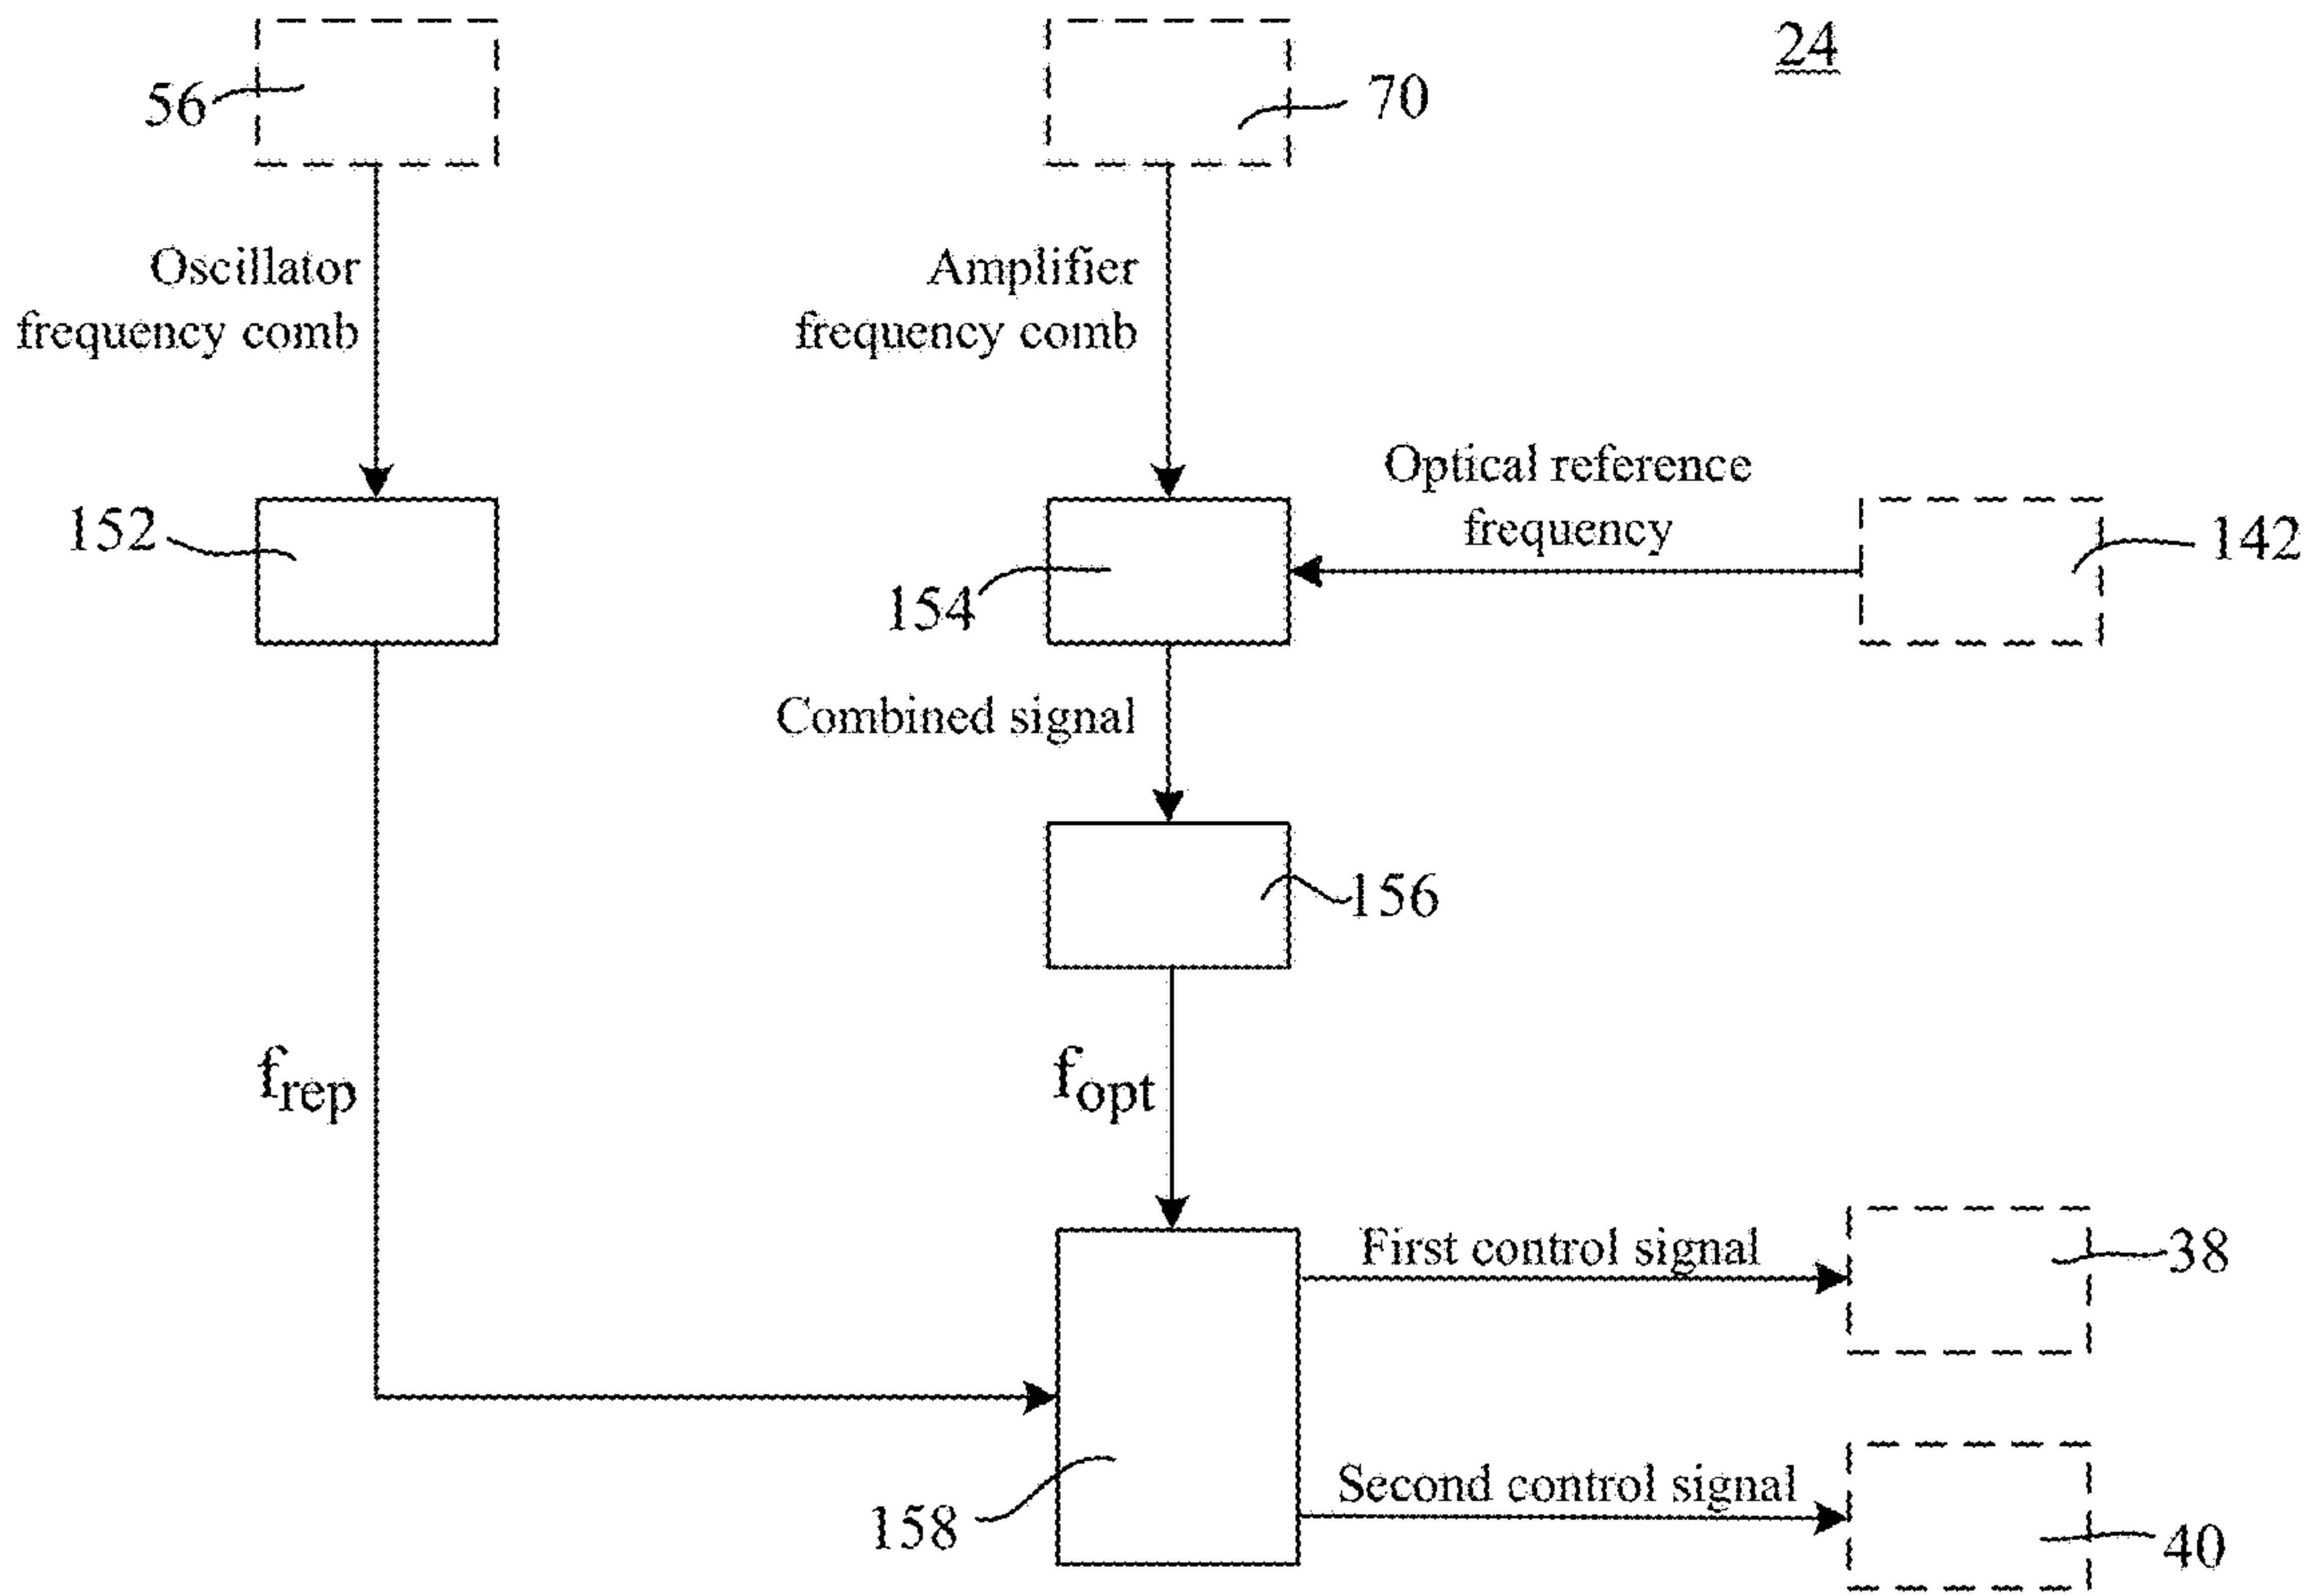 24
56
70
Oscillator
frequency comb
Amplifier
frequency comb
Optical reference
frequency
152
154
142
Combined signal
156
frep
fopt
First control signal
38
Second control signal
158
40